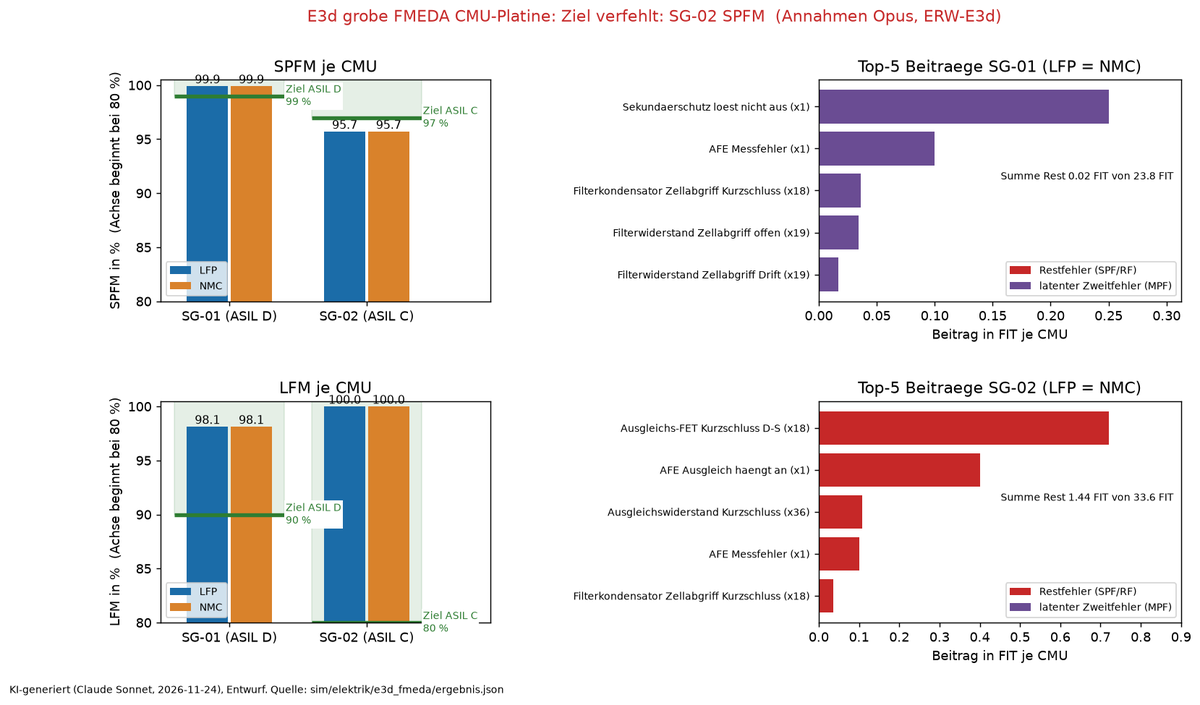 E3d grobe FMEDA CMU-Platine: Ziel verfehlt: SG-02 SPFM (Annahmen Opus, ERW-E3d)
SPFM je CMU
SPFM in % (Achse beginnt bei 80 %)
100
95
90
85
80
99.9
99.9
95.7
95.7
Ziel ASIL D
99 %
Ziel ASIL C
97 %
LFP
NMC
SG-01 (ASIL D)
SG-02 (ASIL C)
Top-5 Beitraege SG-01 (LFP = NMC)
Sekundaerschutz loest nicht aus (x1)
AFE Messfehler (x1)
Filterkondensator Zellabgriff Kurzschluss (x18)
Filterwiderstand Zellabgriff offen (x19)
Filterwiderstand Zellabgriff Drift (x19)
Summe Rest 0.02 FIT von 23.8 FIT
Restfehler (SPF/RF)
latenter Zweitfehler (MPF)
0.00 0.05 0.10 0.15 0.20 0.25 0.30
Beitrag in FIT je CMU
LFM je CMU
LFM in % (Achse beginnt bei 80 %)
100
95
90
85
80
98.1
98.1
100.0
100.0
Ziel ASIL D
90 %
Ziel ASIL C
80 %
LFP
NMC
SG-01 (ASIL D)
SG-02 (ASIL C)
Top-5 Beitraege SG-02 (LFP = NMC)
Ausgleichs-FET Kurzschluss D-S (x18)
AFE Ausgleich haengt an (x1)
Ausgleichswiderstand Kurzschluss (x36)
AFE Messfehler (x1)
Filterkondensator Zellabgriff Kurzschluss (x18)
Summe Rest 1.44 FIT von 33.6 FIT
Restfehler (SPF/RF)
latenter Zweitfehler (MPF)
0.0 0.1 0.2 0.3 0.4 0.5 0.6 0.7 0.8 0.9
Beitrag in FIT je CMU
KI-generiert (Claude Sonnet, 2026-11-24), Entwurf. Quelle: sim/elektrik/e3d_fmeda/ergebnis.json